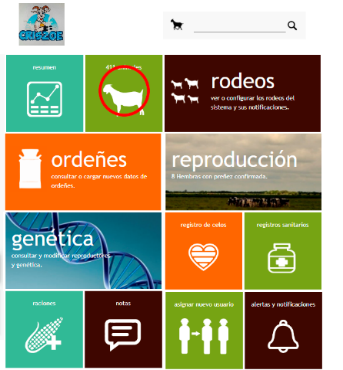 CRISZOE
resumen
rodeos
ver o configurar los rodeos del
sistema y sus notificaciones.
ordeñes
consultar o cargar nuevos datos de
ordeñes.
reproducción
8 Hembras con preñez confirmada.
genética
consultar y modificar reproductores
y genética.
registro de celos
registros sanitarios
raciones
notas
asignar nuevo usuario
alertas y notificaciones